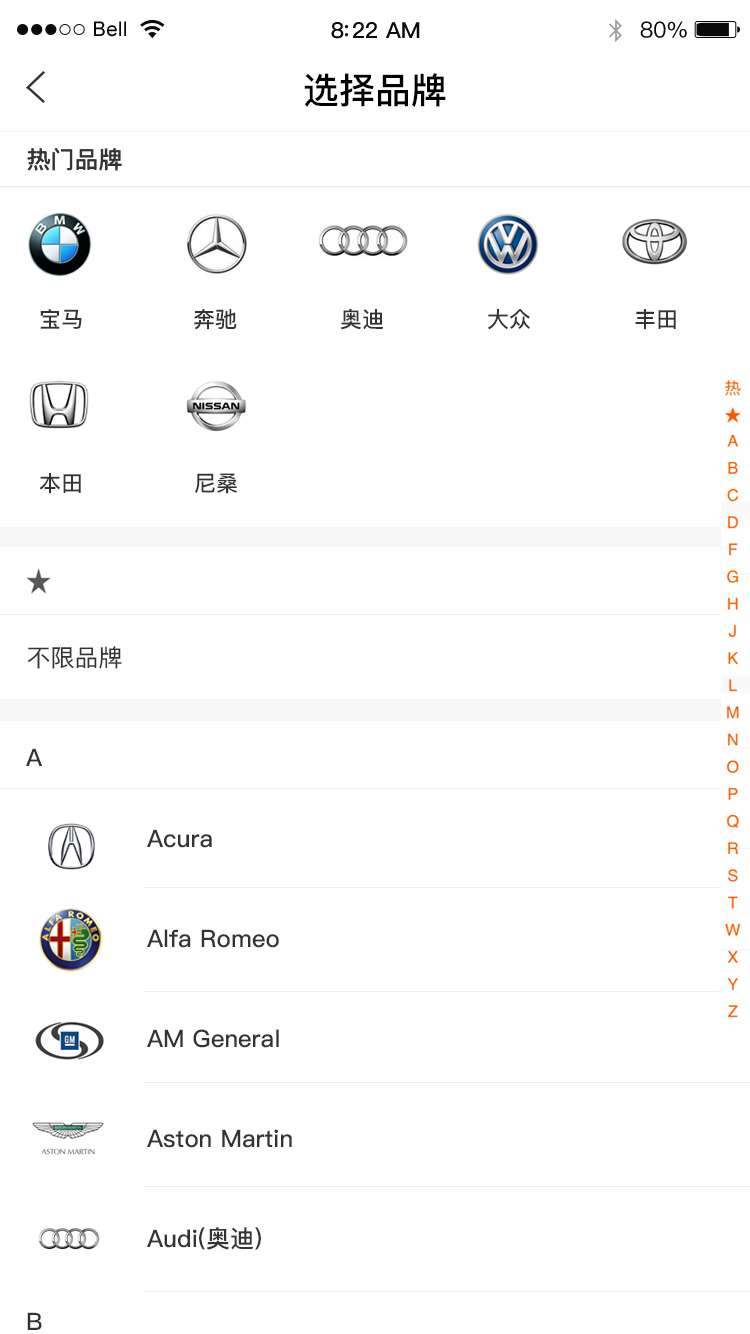 Bell 8:22 AM 80%
选择品牌
热门品牌
BMW
宝马 奔驰 奥迪 大众 丰田
NISSAN
本田 尼桑
热
★
A
B
C
D
F
G
H
J
K
L
M
N
O
P
Q
R
S
T
W
X
Y
Z
★
不限品牌
A
Acura
ALFA ROMEO
Alfa Romeo
GM
AM General
ASTON MARTIN
Aston Martin
Audi(奥迪)
B